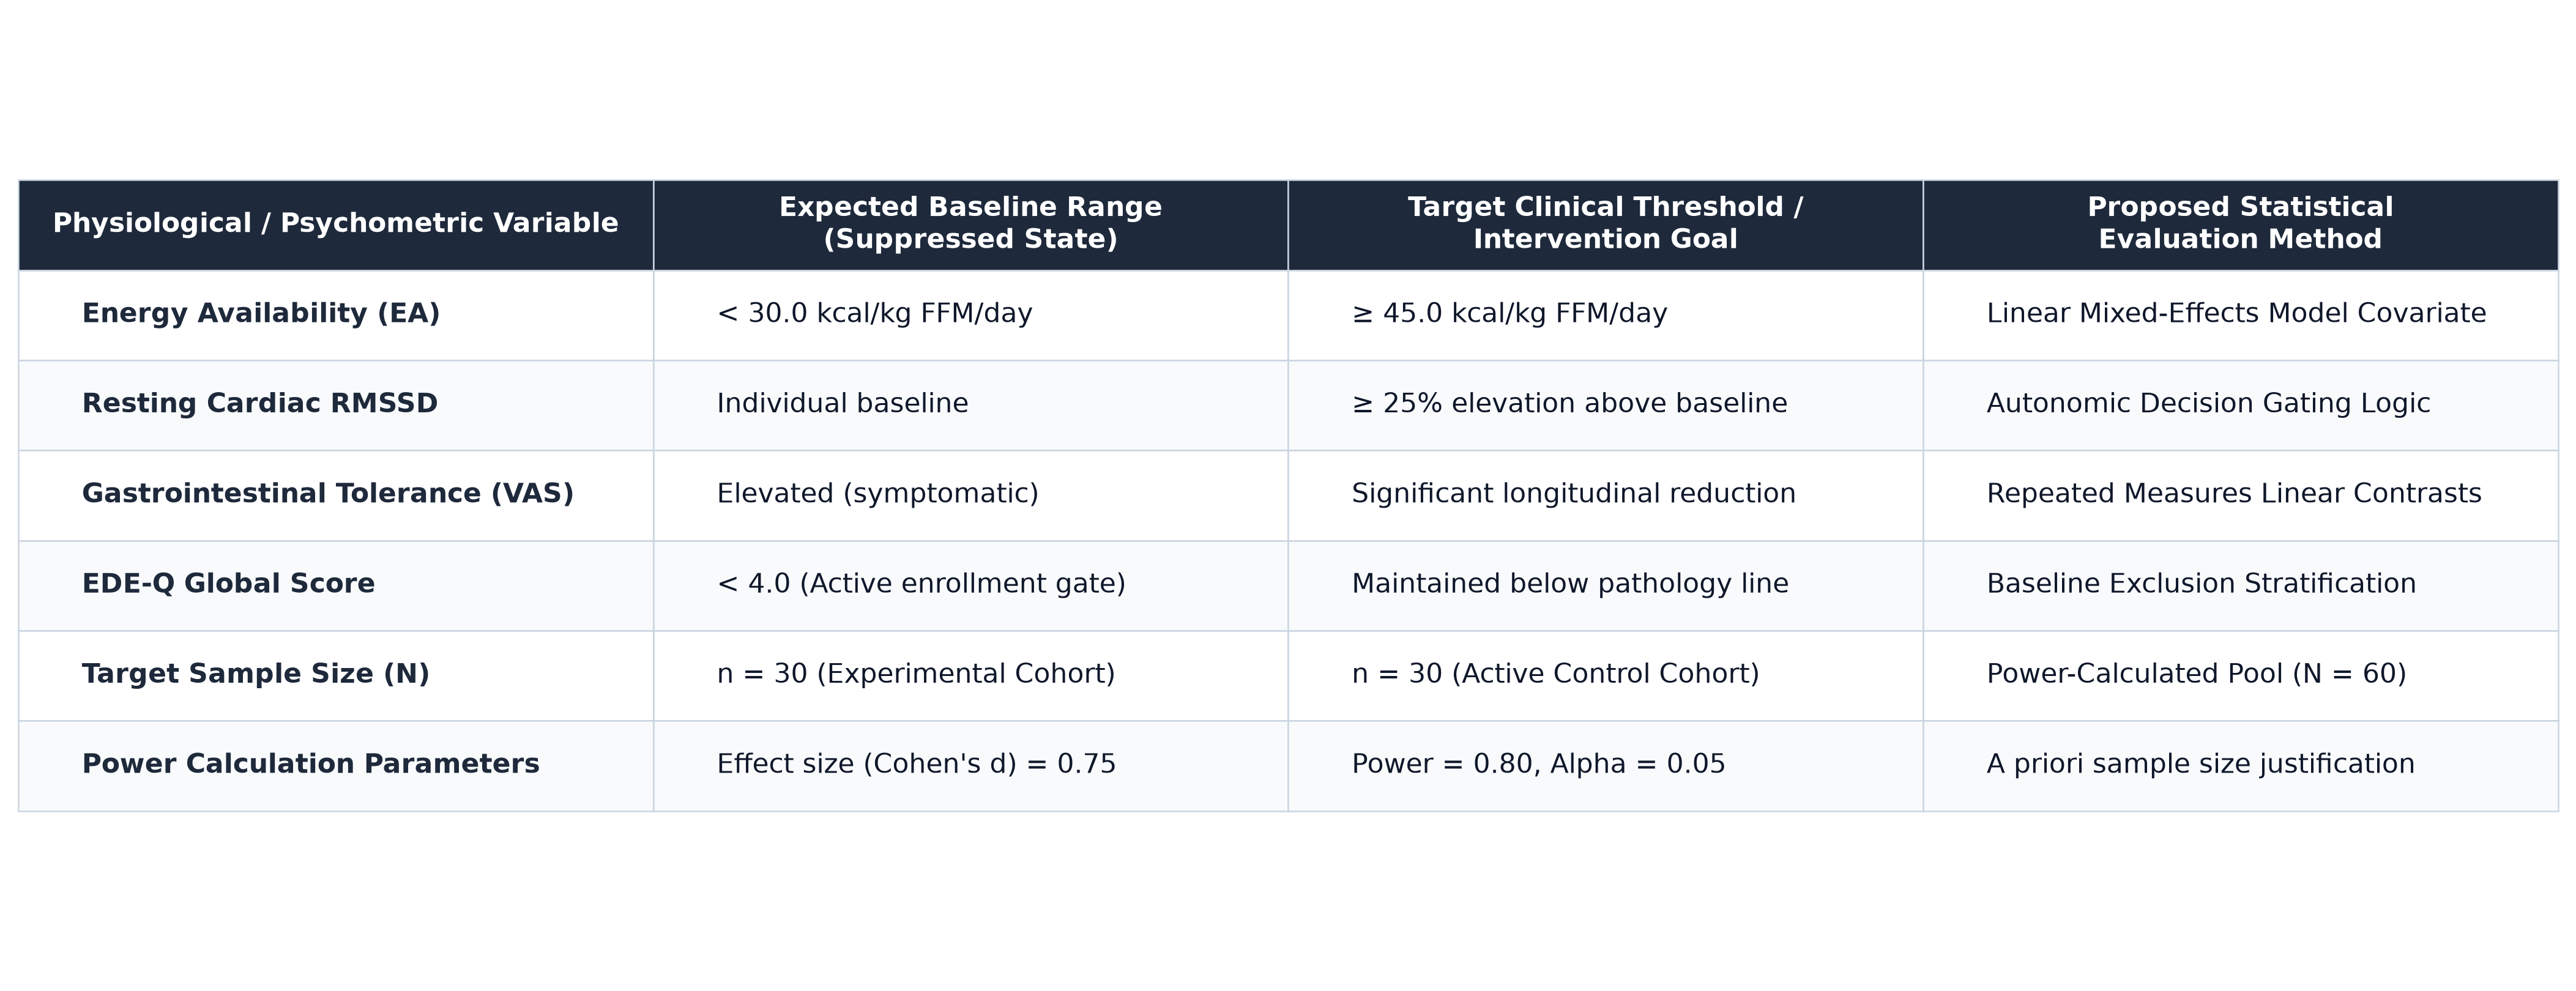 Physiological / Psychometric Variable
Expected Baseline Range
(Suppressed State)
Target Clinical Threshold /
Intervention Goal
Proposed Statistical
Evaluation Method
Energy Availability (EA)
< 30.0 kcal/kg FFM/day
≥ 45.0 kcal/kg FFM/day
Linear Mixed-Effects Model Covariate
Resting Cardiac RMSSD
Individual baseline
≥ 25% elevation above baseline
Autonomic Decision Gating Logic
Gastrointestinal Tolerance (VAS)
Elevated (symptomatic)
Significant longitudinal reduction
Repeated Measures Linear Contrasts
EDE-Q Global Score
< 4.0 (Active enrollment gate)
Maintained below pathology line
Baseline Exclusion Stratification
Target Sample Size (N)
n = 30 (Experimental Cohort)
n = 30 (Active Control Cohort)
Power-Calculated Pool (N = 60)
Power Calculation Parameters
Effect size (Cohen's d) = 0.75
Power = 0.80, Alpha = 0.05
A priori sample size justification